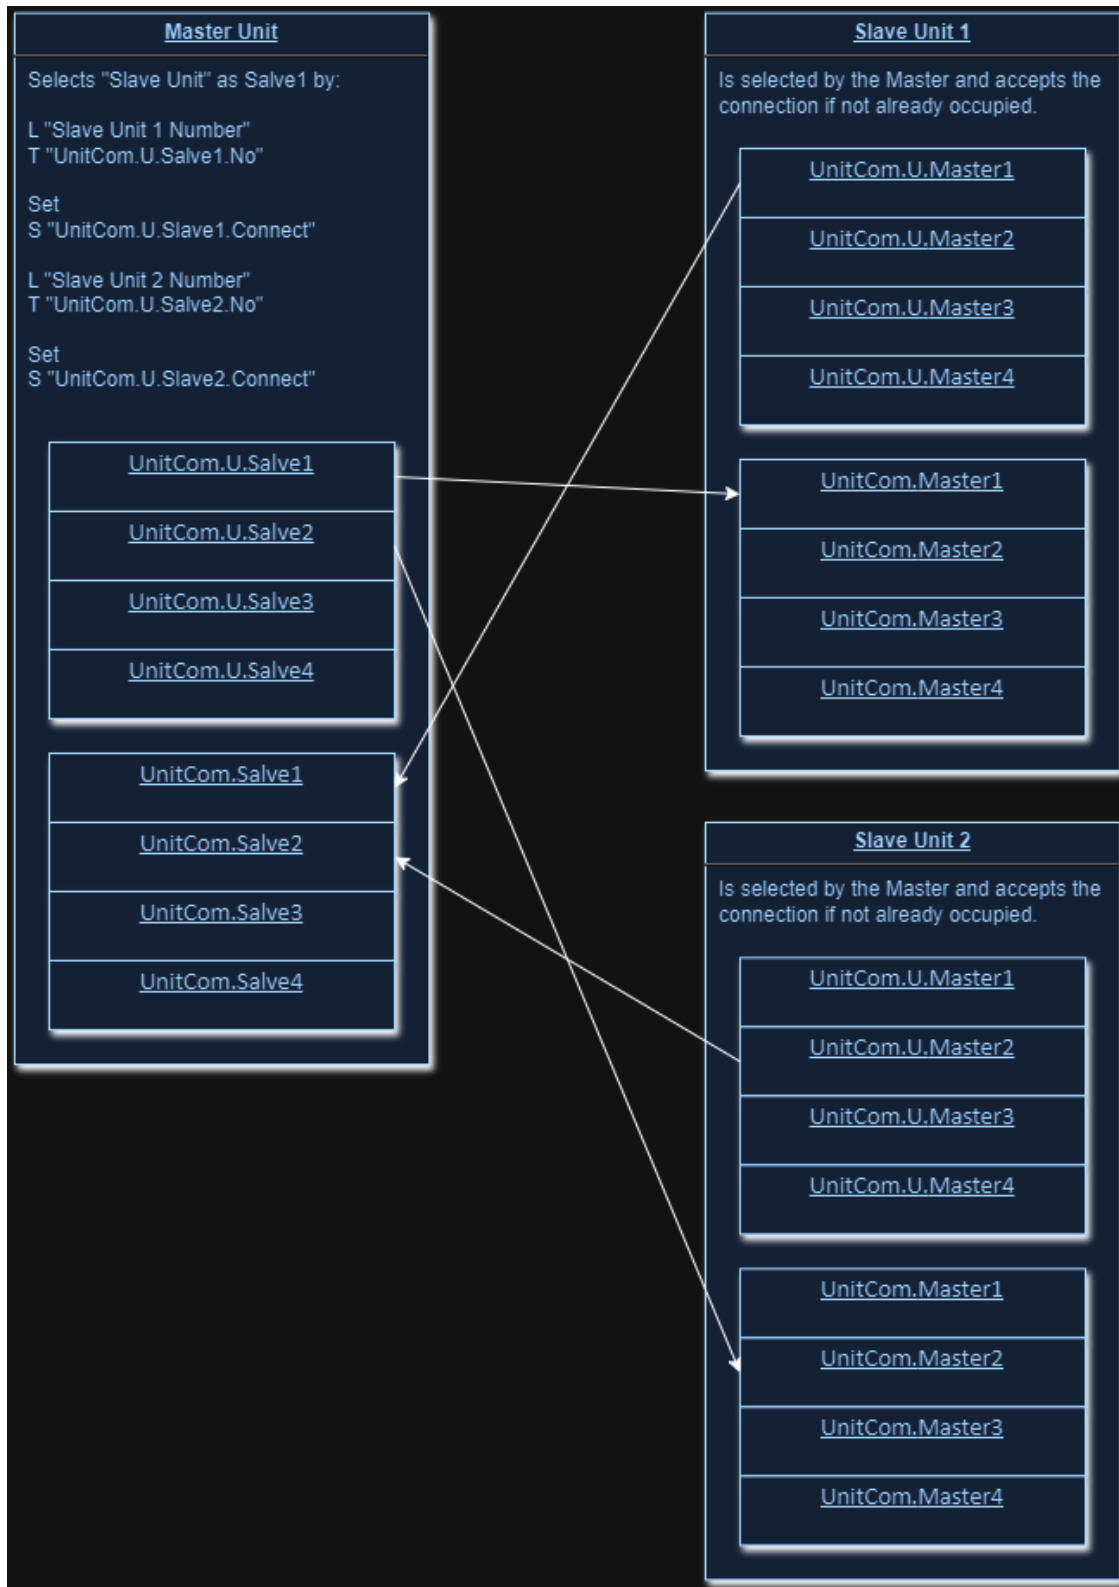 Master Unit
Selects "Slave Unit" as Salve1 by:
L "Slave Unit 1 Number"
T "UnitCom.U.Salve1.No"
Set
S "UnitCom.U.Slave1.Connect"
L "Slave Unit 2 Number"
T "UnitCom.U.Salve2.No"
Set
S "UnitCom.U.Slave2.Connect"
UnitCom.U.Salve1
UnitCom.U.Salve2
UnitCom.U.Salve3
UnitCom.U.Salve4
UnitCom.Salve1
UnitCom.Salve2
UnitCom.Salve3
UnitCom.Salve4
Slave Unit 1
Is selected by the Master and accepts the
connection if not already occupied.
UnitCom.U.Master1
UnitCom.U.Master2
UnitCom.U.Master3
UnitCom.U.Master4
UnitCom.Master1
UnitCom.Master2
UnitCom.Master3
UnitCom.Master4
Slave Unit 2
Is selected by the Master and accepts the
connection if not already occupied.
UnitCom.U.Master1
UnitCom.U.Master2
UnitCom.U.Master3
UnitCom.U.Master4
UnitCom.Master1
UnitCom.Master2
UnitCom.Master3
UnitCom.Master4